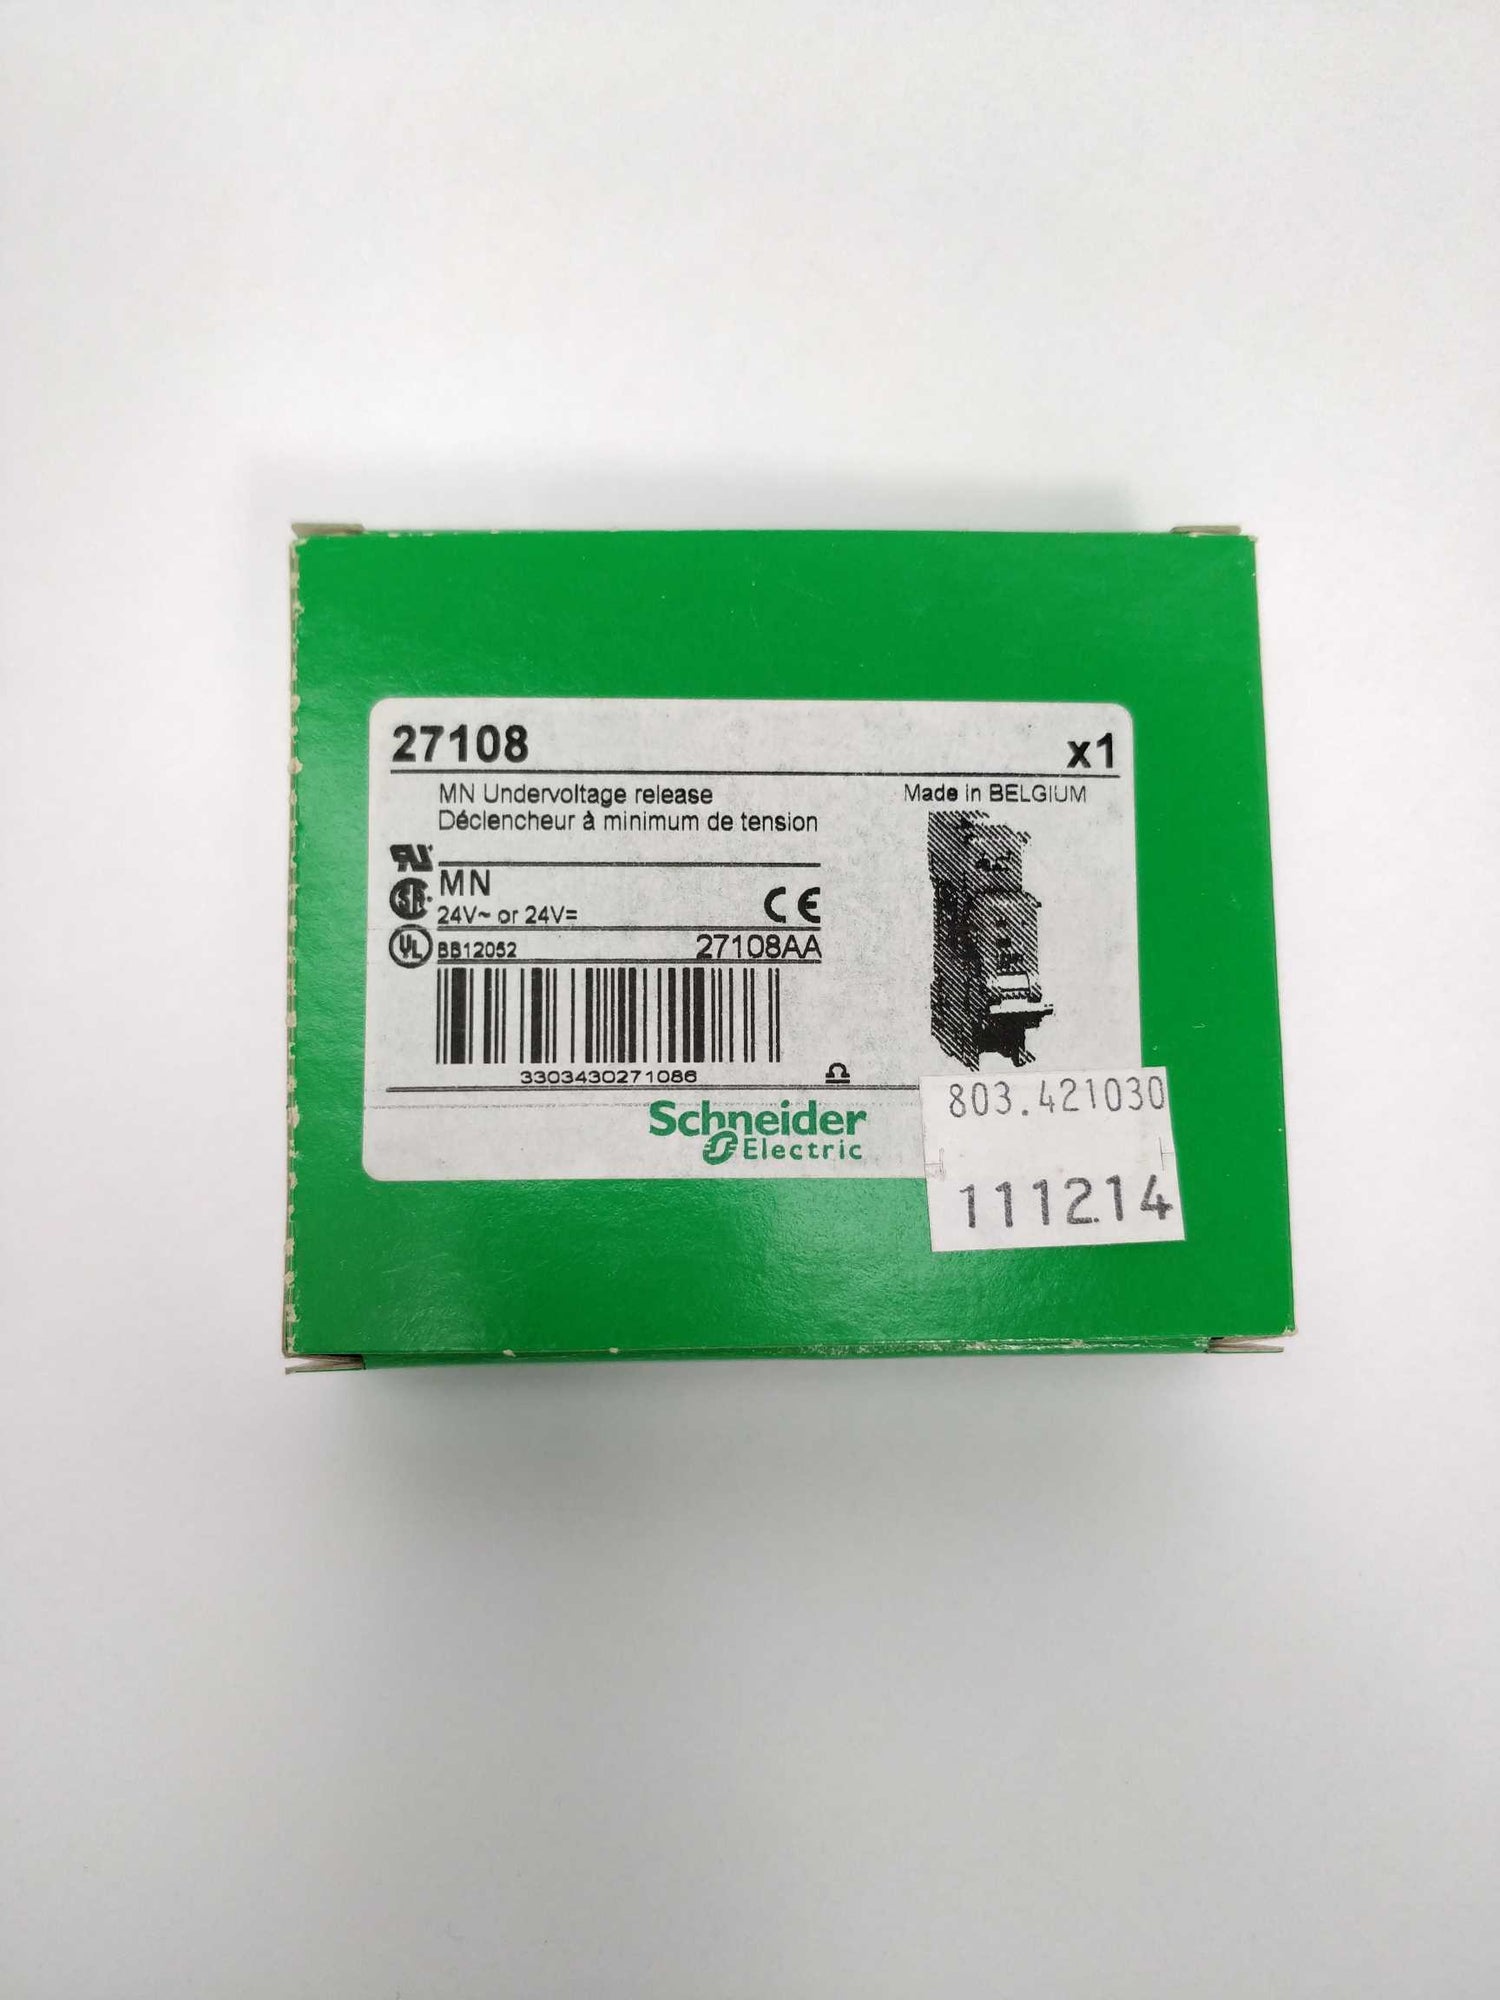 27108 x1
MN Undervoltage release
Déclencheur à minimum de tension
Made in BELGIUM
MN
24V~ or 24V=
CE
UL BB12052 27108AA
3303430271086
Schneider
Electric
803.421030
111214